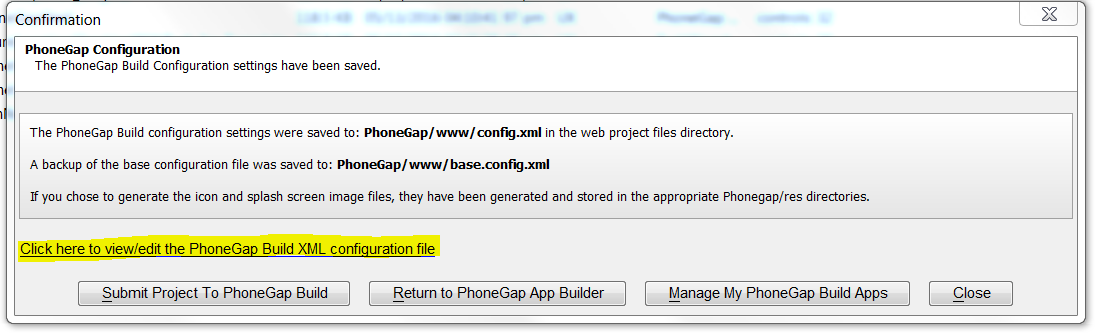 Confirmation
PhoneGap Configuration
The PhoneGap Build Configuration settings have been saved.
The PhoneGap Build configuration settings were saved to: PhoneGap/www/config.xml in the web project files directory.
A backup of the base configuration file was saved to: PhoneGap/www/base.config.xml
If you chose to generate the icon and splash screen image files, they have been generated and stored in the appropriate Phonegap/res directories.
Click here to view/edit the PhoneGap Build XML configuration file
Submit Project To PhoneGap Build Return to PhoneGap App Builder Manage My PhoneGap Build Apps Close